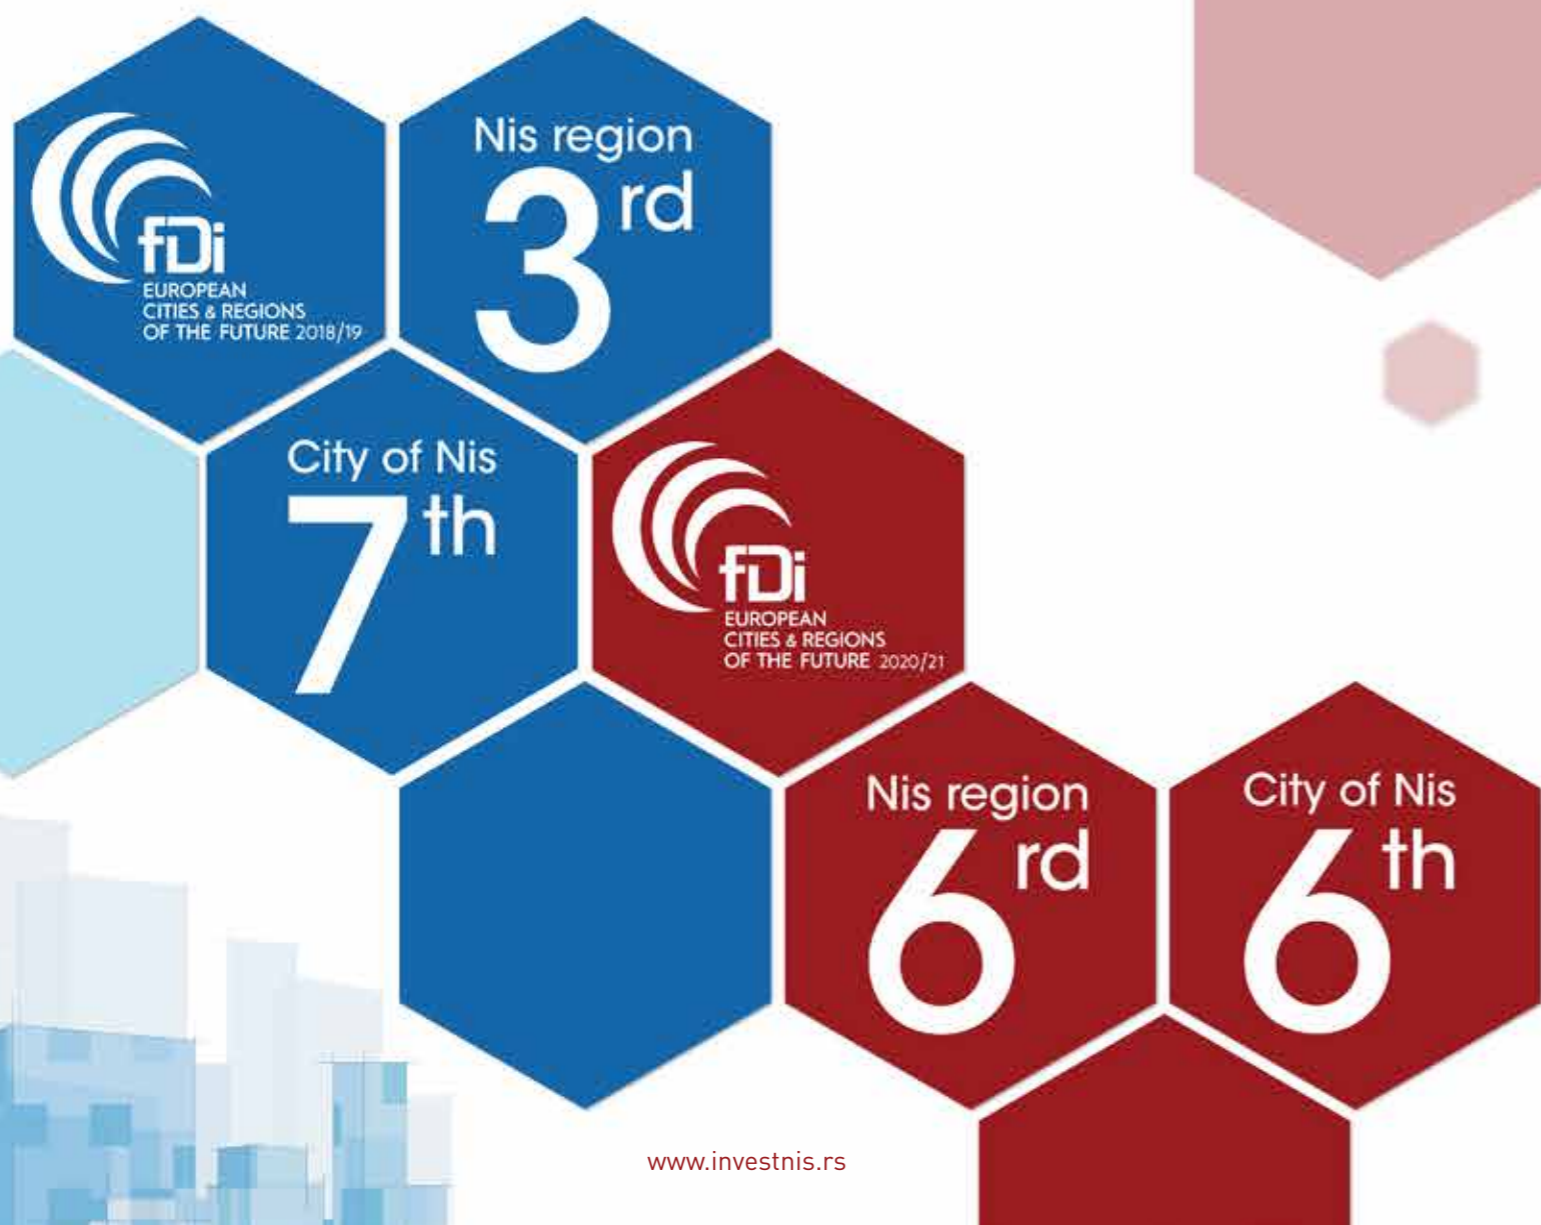 fDi
EUROPEAN
CITIES & REGIONS
OF THE FUTURE 2018/19
Nis region
3rd
City of Nis
7th
fDi
EUROPEAN
CITIES & REGIONS
OF THE FUTURE 2020/21
Nis region
6rd
City of Nis
6th
www.investnis.rs